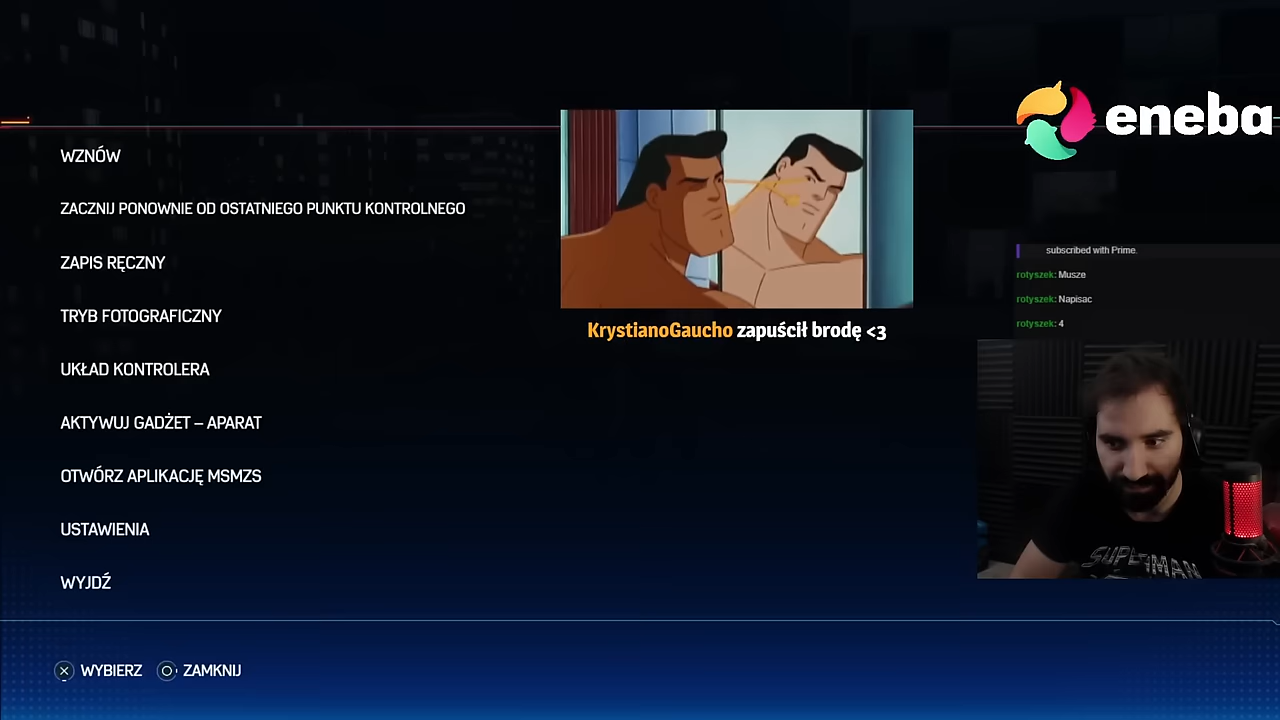 eneba
WZNÓW
ZACZNIJ PONOWNIE OD OSTATNIEGO PUNKTU KONTROLNEGO
ZAPIS RĘCZNY
TRYB FOTOGRAFICZNY
UKŁAD KONTROLERA
AKTYWUJ GADŻET – APARAT
OTWÓRZ APLIKACJĘ MSMZS
USTAWIENIA
WYJDŹ
WYBIERZ ZAMKNIJ
KrystianoGaucho zapuścił brodę <3
subscribed with Prime.
rotyszek: Musze
rotyszek: Napisac
rotyszek: 4
SUPERMAN